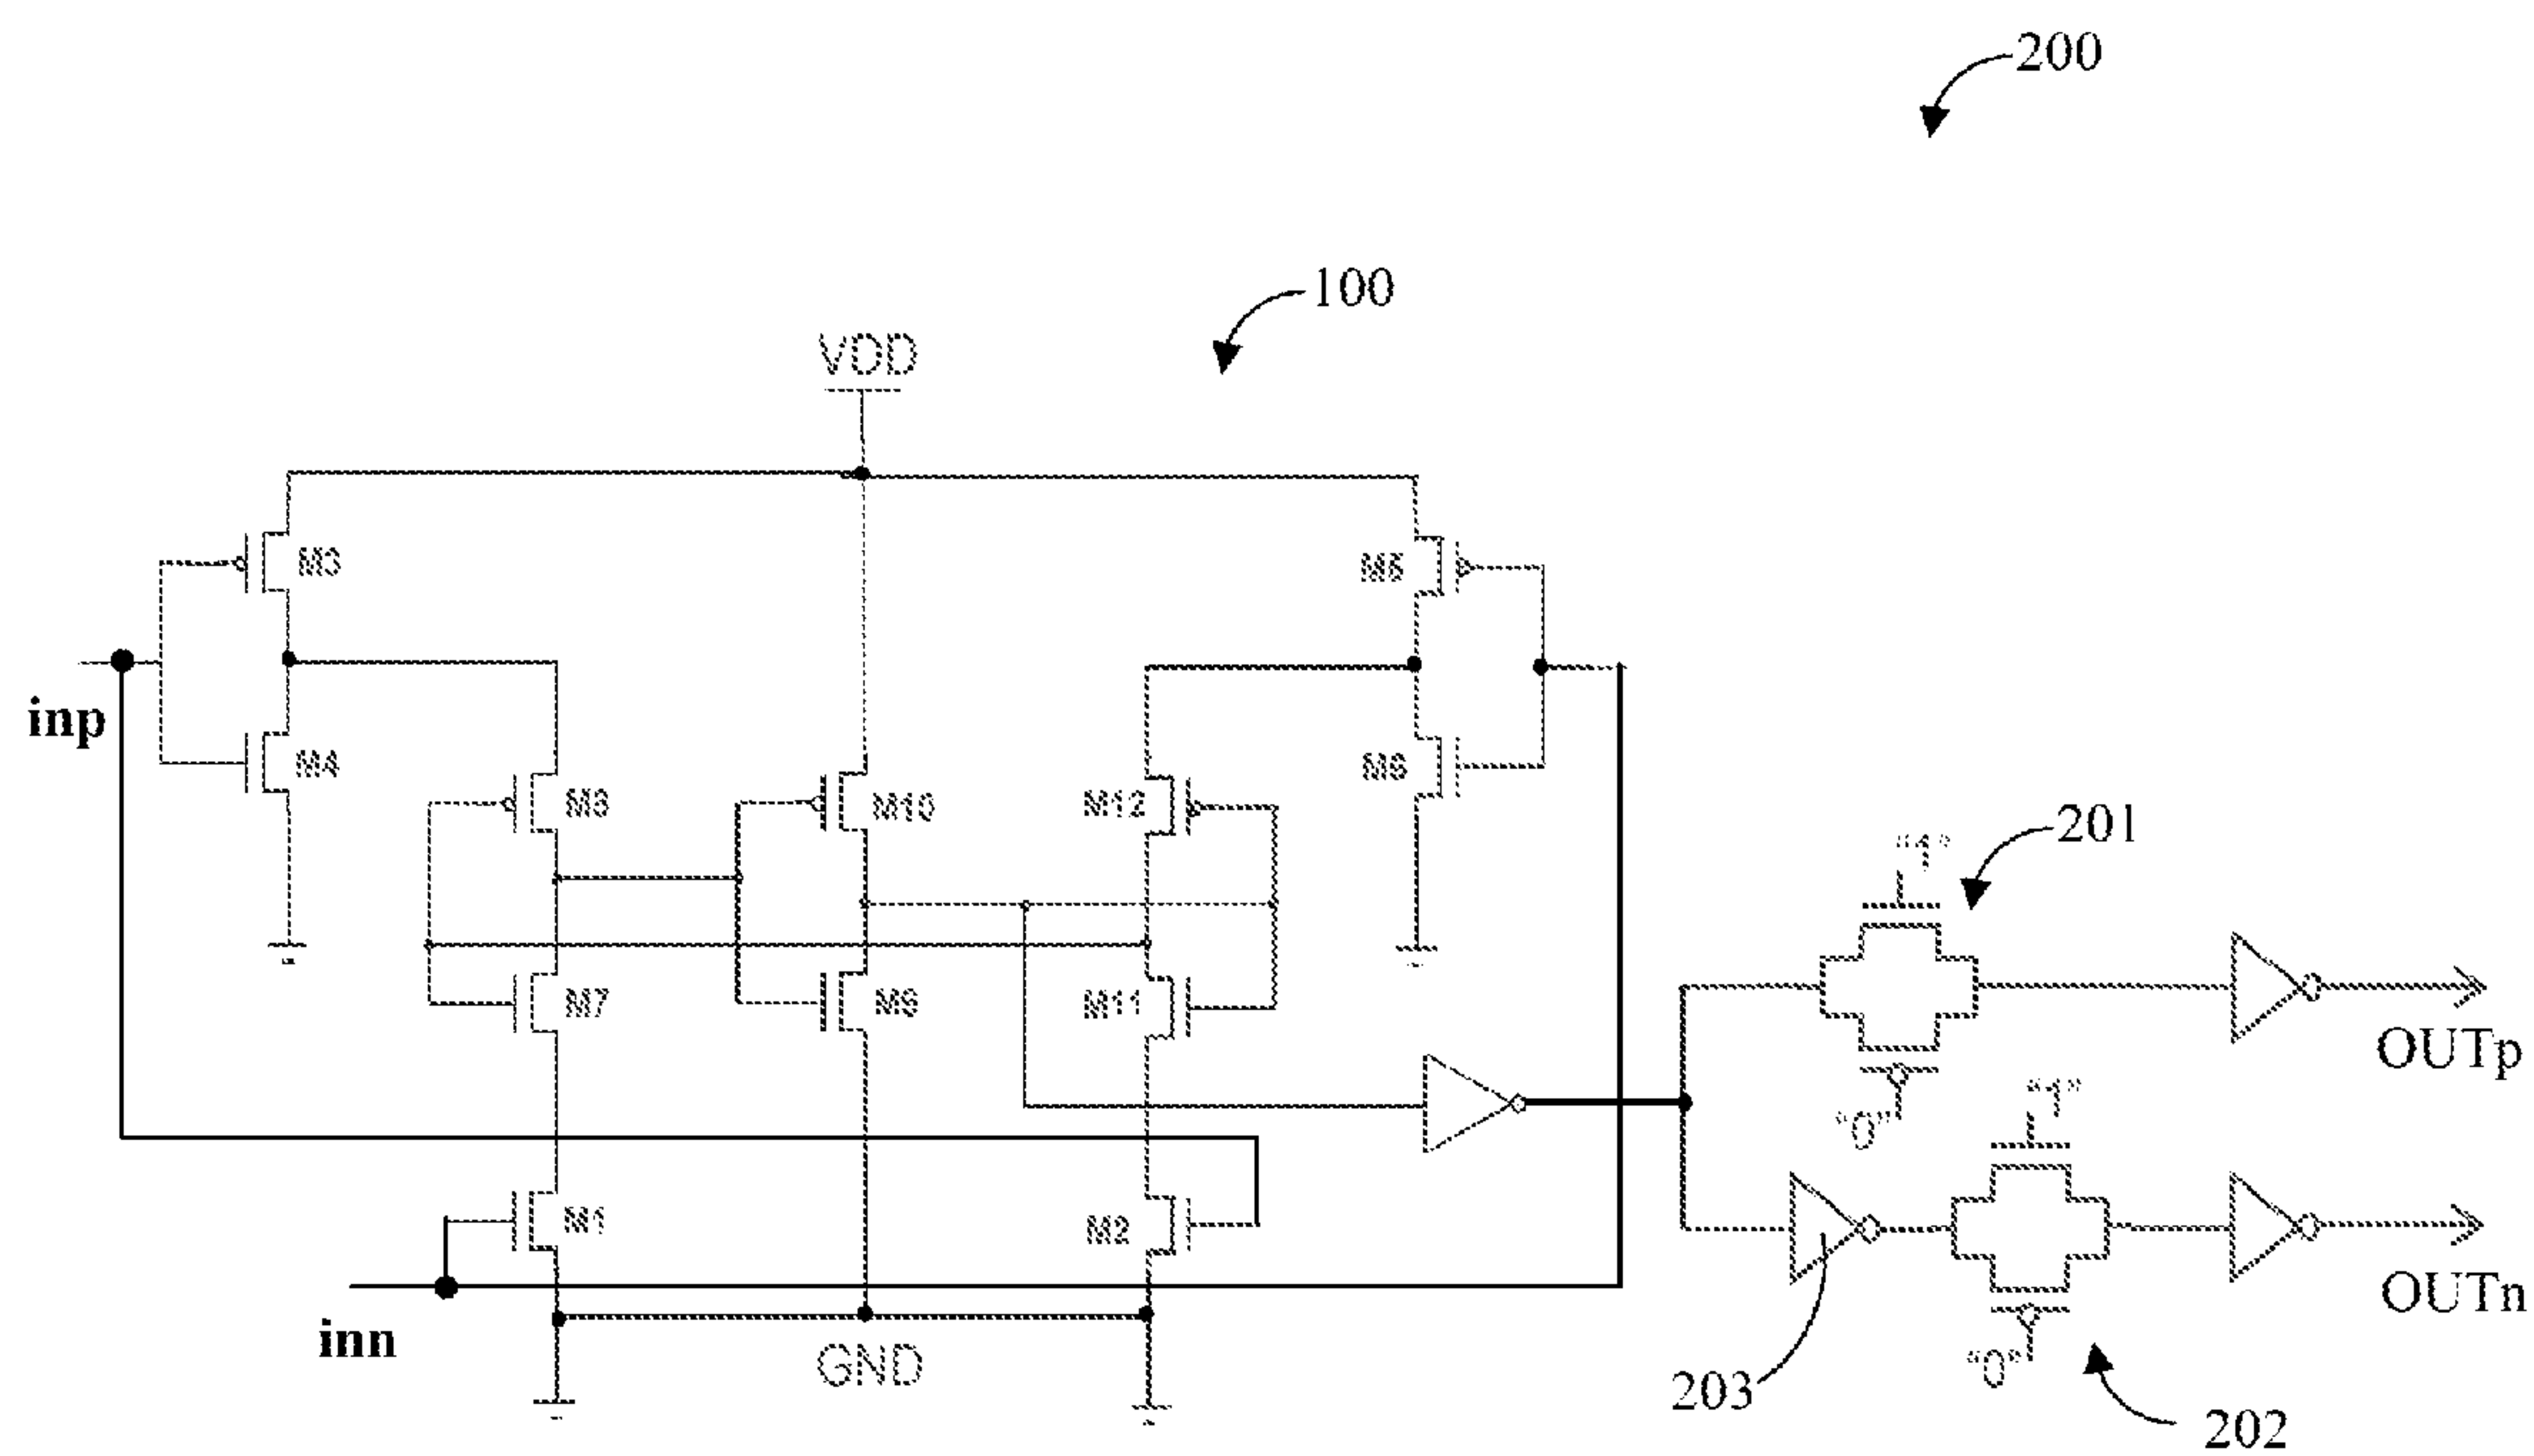 200
100
VDD
M3
M5
inp
M4
M6
M8
M10
M12
201
"1"
M7
M9
M11
OUTp
"0"
"1"
M1
M2
inn
GND
203
"0"
OUTn
202